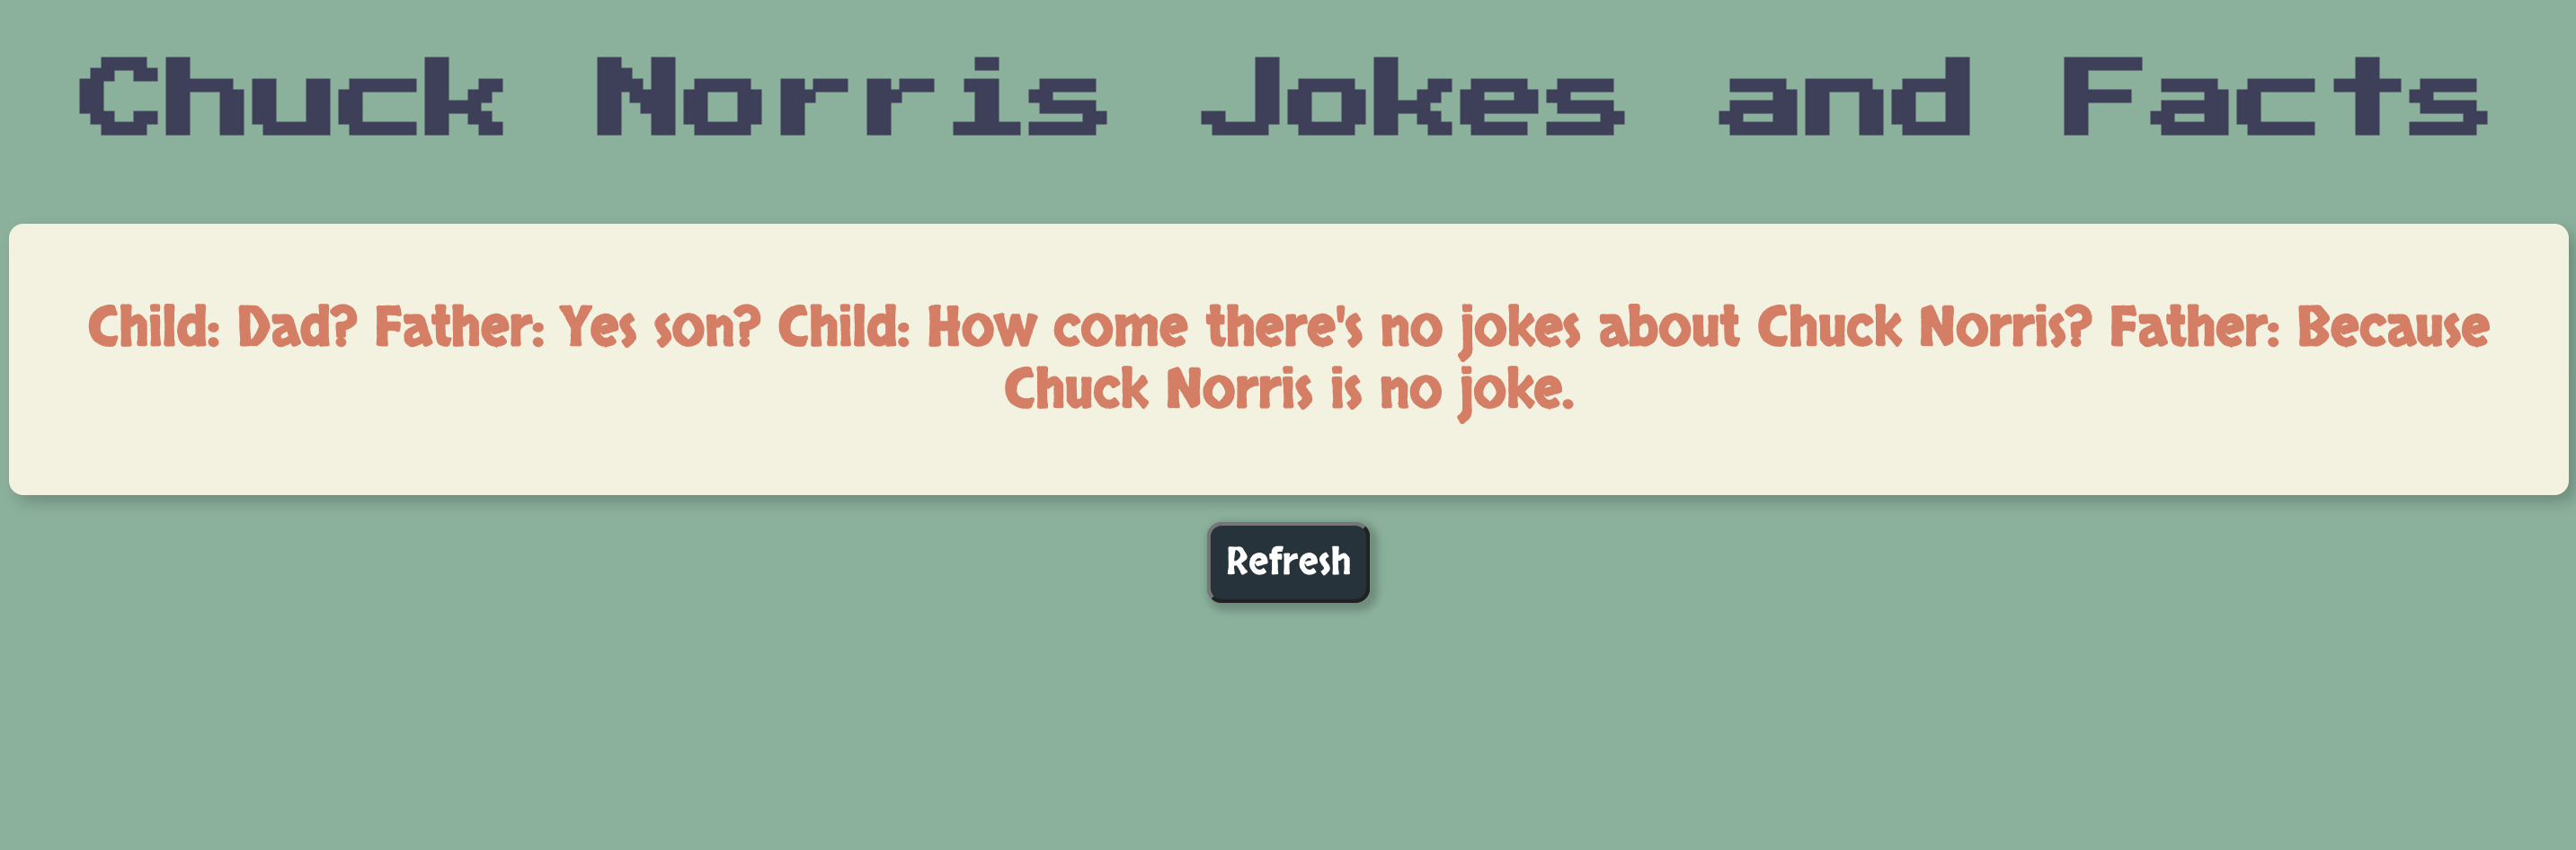 Chuck Norris Jokes and Facts
Child: Dad? Father: Yes son? Child: How come there's no jokes about Chuck Norris? Father: Because
Chuck Norris is no joke.
Refresh